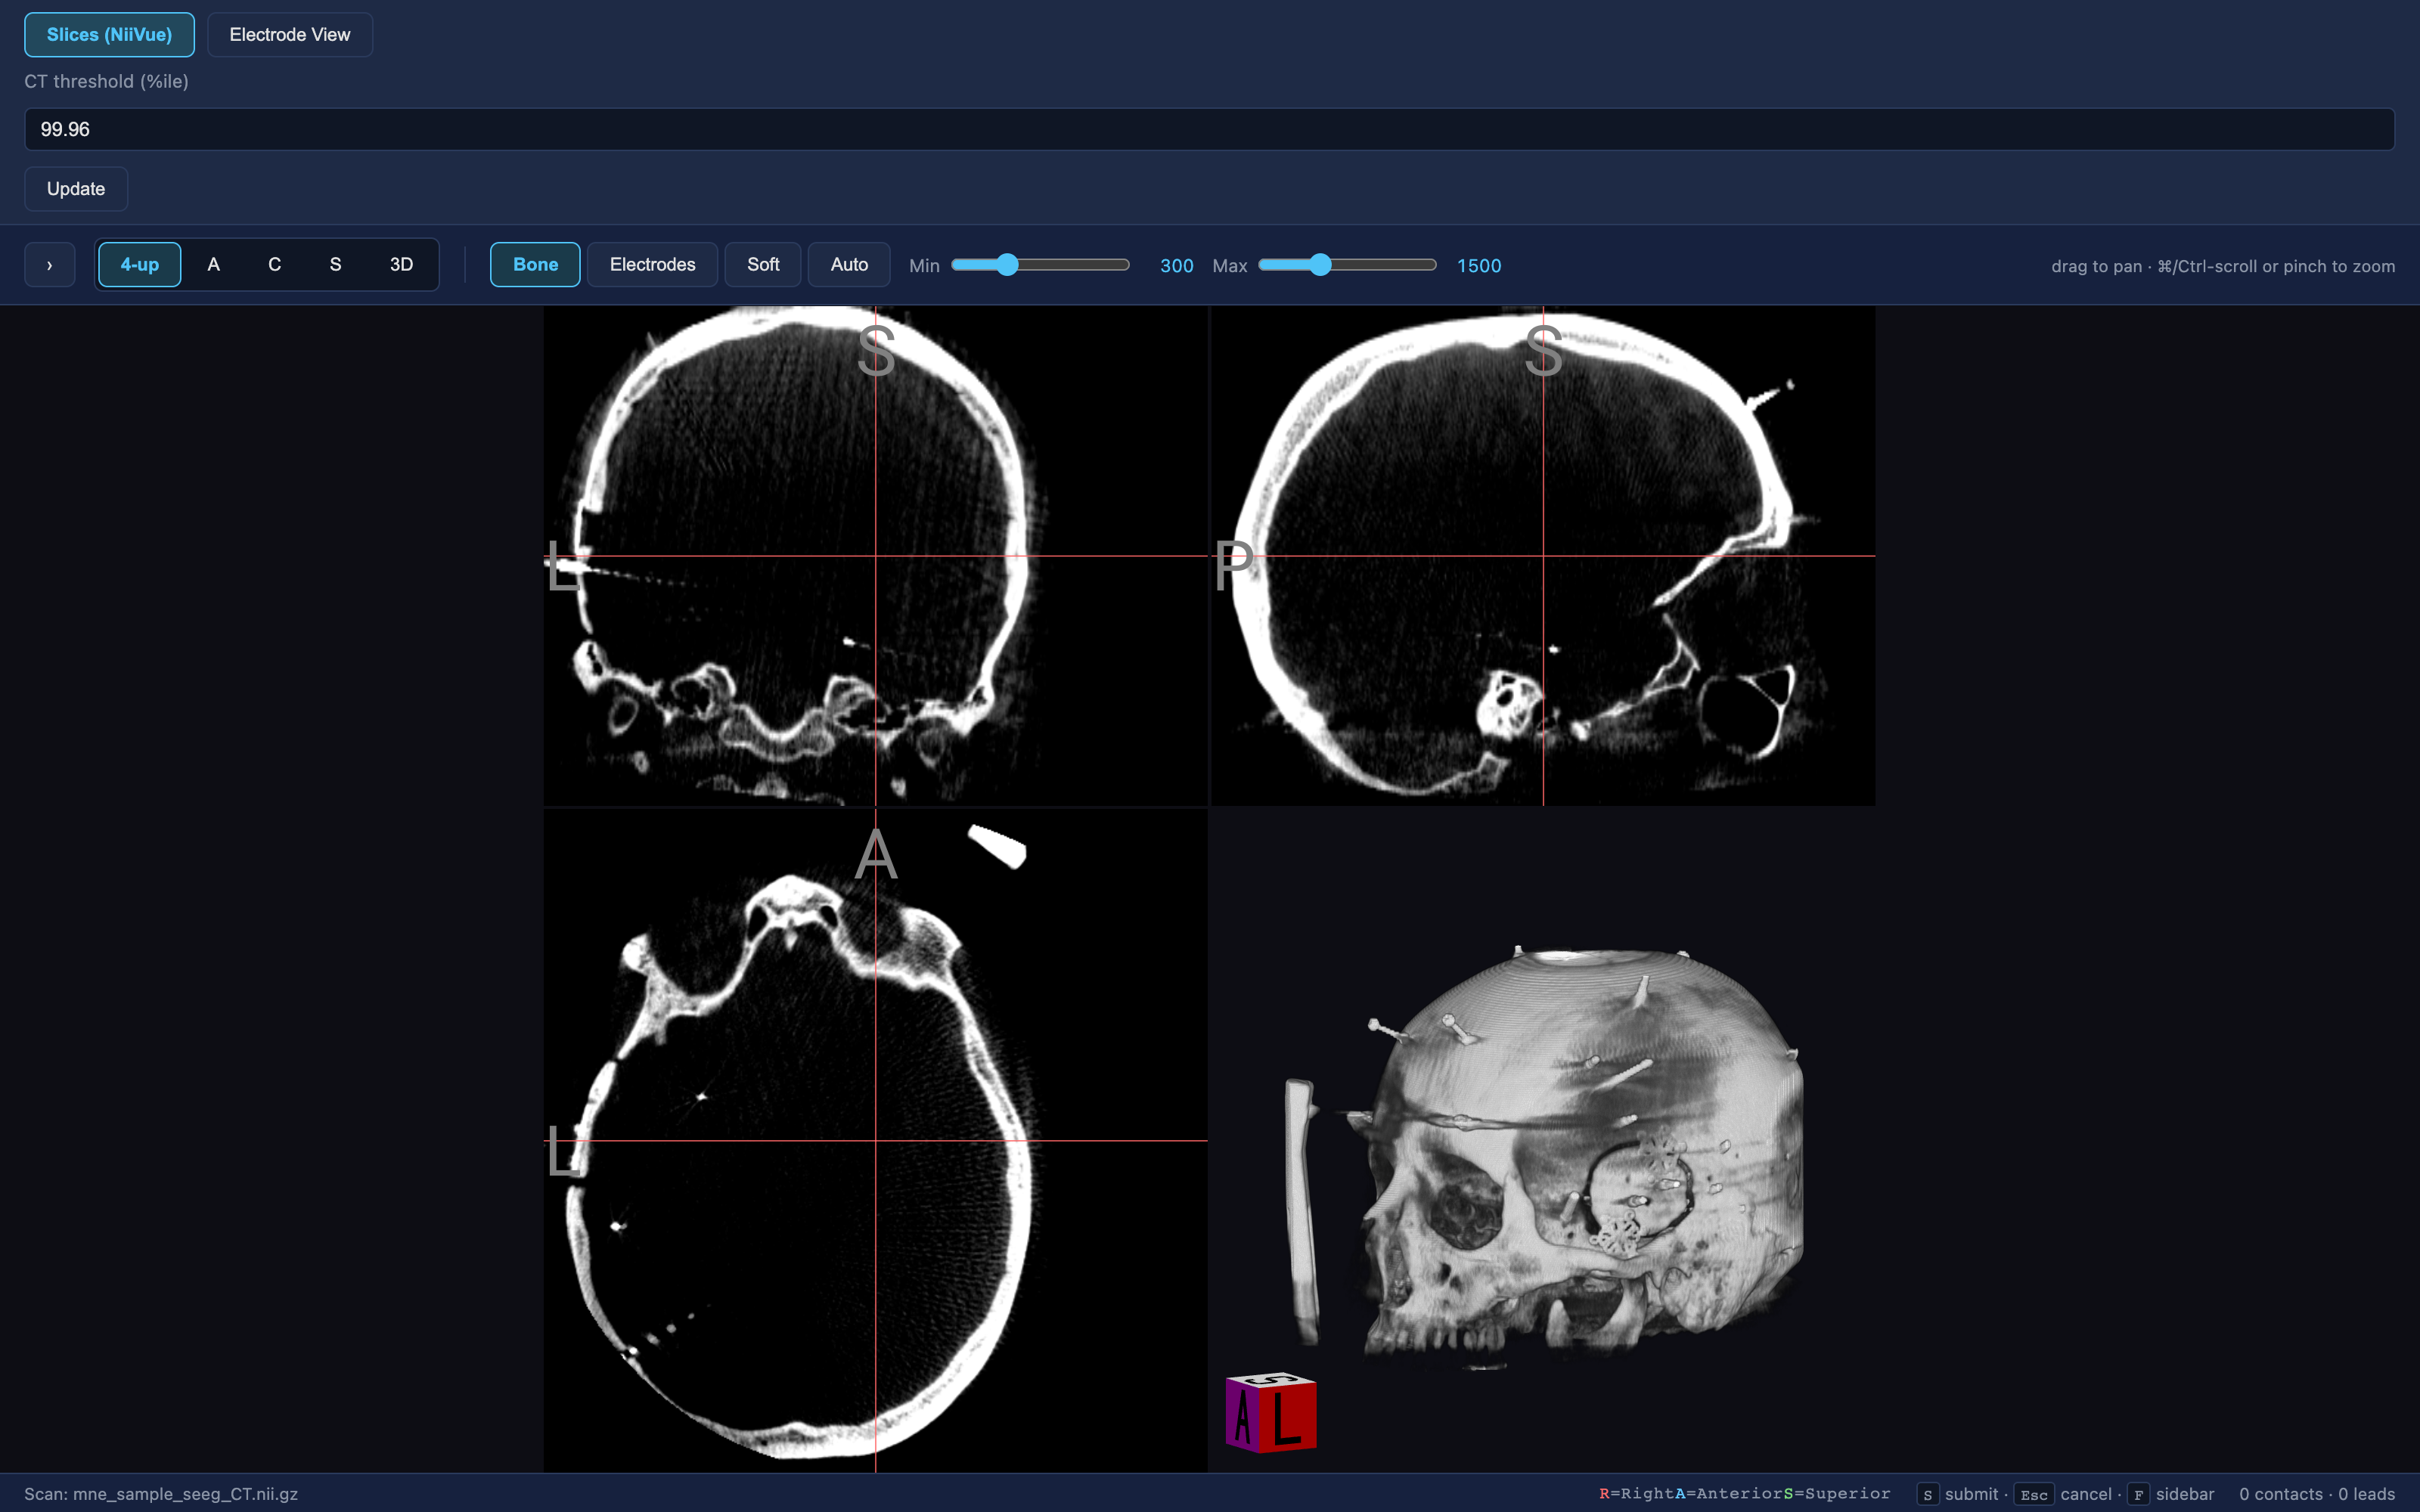 Slices (NiiVue) Electrode View
CT threshold (%ile)
99.96
Update
› 4-up A C S 3D Bone Electrodes Soft Auto Min 300 Max 1500 drag to pan · ⌘/Ctrl-scroll or pinch to zoom
S S
L P
A
L
S
A L
Scan: mne_sample_seeg_CT.nii.gz R=RightA=AnteriorS=Superior S submit · Esc cancel · F sidebar 0 contacts · 0 leads